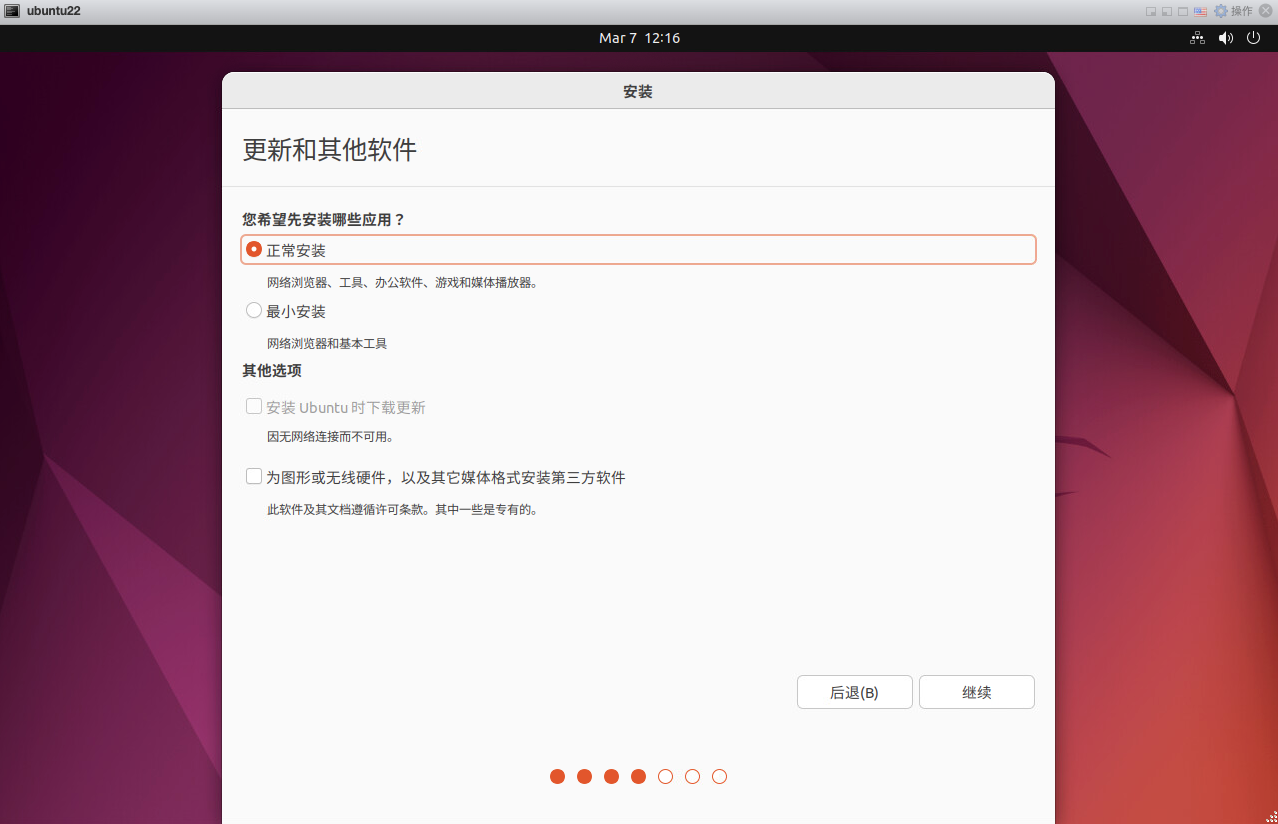 ubuntu22
操作
Mar 7 12:16
安装
更新和其他软件
您希望先安装哪些应用？
正常安装
网络浏览器、工具、办公软件、游戏和媒体播放器。
最小安装
网络浏览器和基本工具
其他选项
安装 Ubuntu 时下载更新
因无网络连接而不可用。
为图形或无线硬件，以及其它媒体格式安装第三方软件
此软件及其文档遵循许可条款。其中一些是专有的。
后退(B)
继续